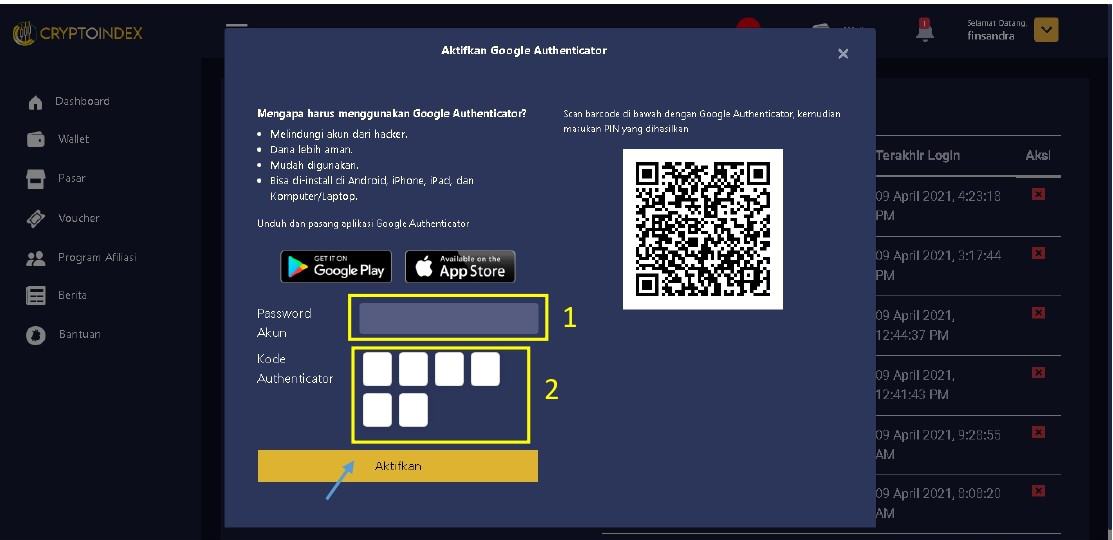 CRYPTOINDEX
1
Selamat Datang,
finsandra
Dashboard
Wallet
Pasar
Voucher
Program Afiliasi
Berita
Bantuan
Aktifkan Google Authenticator
×
Mengapa harus menggunakan Google Authenticator?
• Melindungi akun dari hacker.
• Dana lebih aman.
• Mudah digunakan.
• Bisa di-install di Android, iPhone, iPad, dan
Komputer/Laptop.
Unduh dan pasang aplikasi Google Authenticator
GET IT ON
Google Play
Available on the
App Store
Password
Akun
1
Kode
Authenticator
2
Aktifkan
Scan barcode di bawah dengan Google Authenticator, kemudian
masukan PIN yang dihasilkan
Terakhir Login Aksi
09 April 2021, 4:23:18
PM
09 April 2021, 3:17:44
PM
09 April 2021,
12:44:37 PM
09 April 2021,
12:41:43 PM
09 April 2021, 9:28:55
AM
09 April 2021, 8:08:20
AM